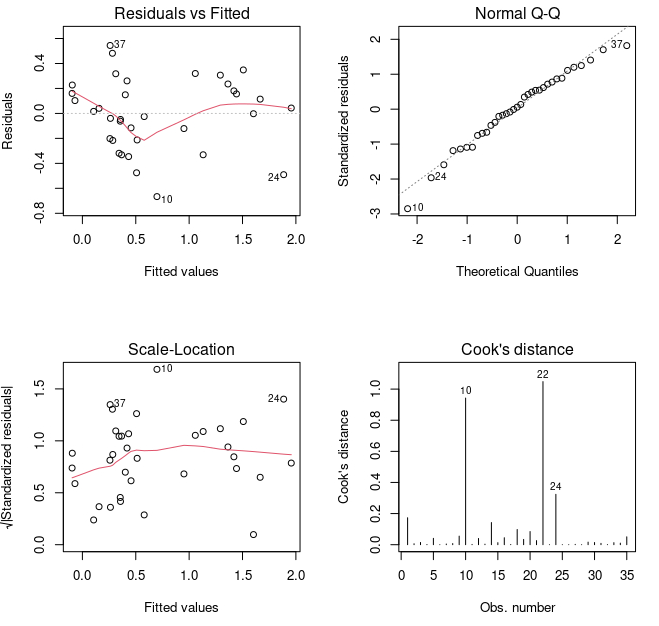 Residuals vs Fitted
Residuals
-0.8 -0.4 0.0 0.4
37
10
24
0.0 0.5 1.0 1.5 2.0
Fitted values
Normal Q-Q
Standardized residuals
-3 -2 -1 0 1 2
37
24
10
-2 -1 0 1 2
Theoretical Quantiles
Scale-Location
√|Standardized residuals|
0.0 0.5 1.0 1.5
10
37
24
0.0 0.5 1.0 1.5 2.0
Fitted values
Cook's distance
Cook's distance
0.0 0.2 0.4 0.6 0.8 1.0
22
10
24
0 5 10 15 20 25 30 35
Obs. number